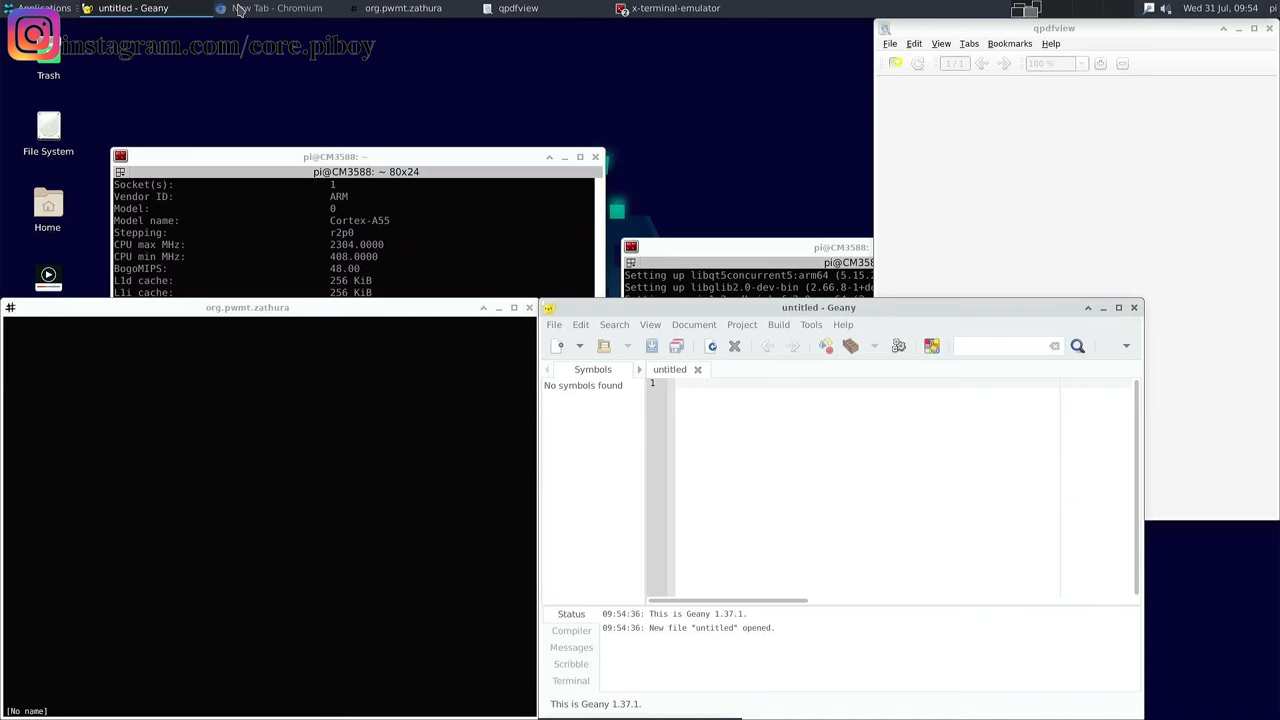 Applications
untitled - Geany
New Tab - Chromium
org.pwmt.zathura
qpdfview
x-terminal-emulator
Wed 31 Jul, 09:54
pi
instagram.com/core.piboy
Trash
File System
Home
qpdfview
File Edit View Tabs Bookmarks Help
1 / 1
100 %
pi@CM3588: ~
pi@CM3588: ~ 80x24
Socket(s): 1
Vendor ID: ARM
Model: 0
Model name: Cortex-A55
Stepping: r2p0
CPU max MHz: 2304.0000
CPU min MHz: 408.0000
BogoMIPS: 48.00
L1d cache: 256 KiB
L1i cache: 256 KiB
pi@CM3588:
pi@CM358
Setting up libqt5concurrent5:arm64 (5.15.2
Setting up libglib2.0-dev-bin (2.66.8-1+de
org.pwmt.zathura
[No name]
untitled - Geany
File Edit Search View Document Project Build Tools Help
Symbols
untitled
No symbols found
1
Status
Compiler
Messages
Scribble
Terminal
09:54:36: This is Geany 1.37.1.
09:54:36: New file "untitled" opened.
This is Geany 1.37.1.